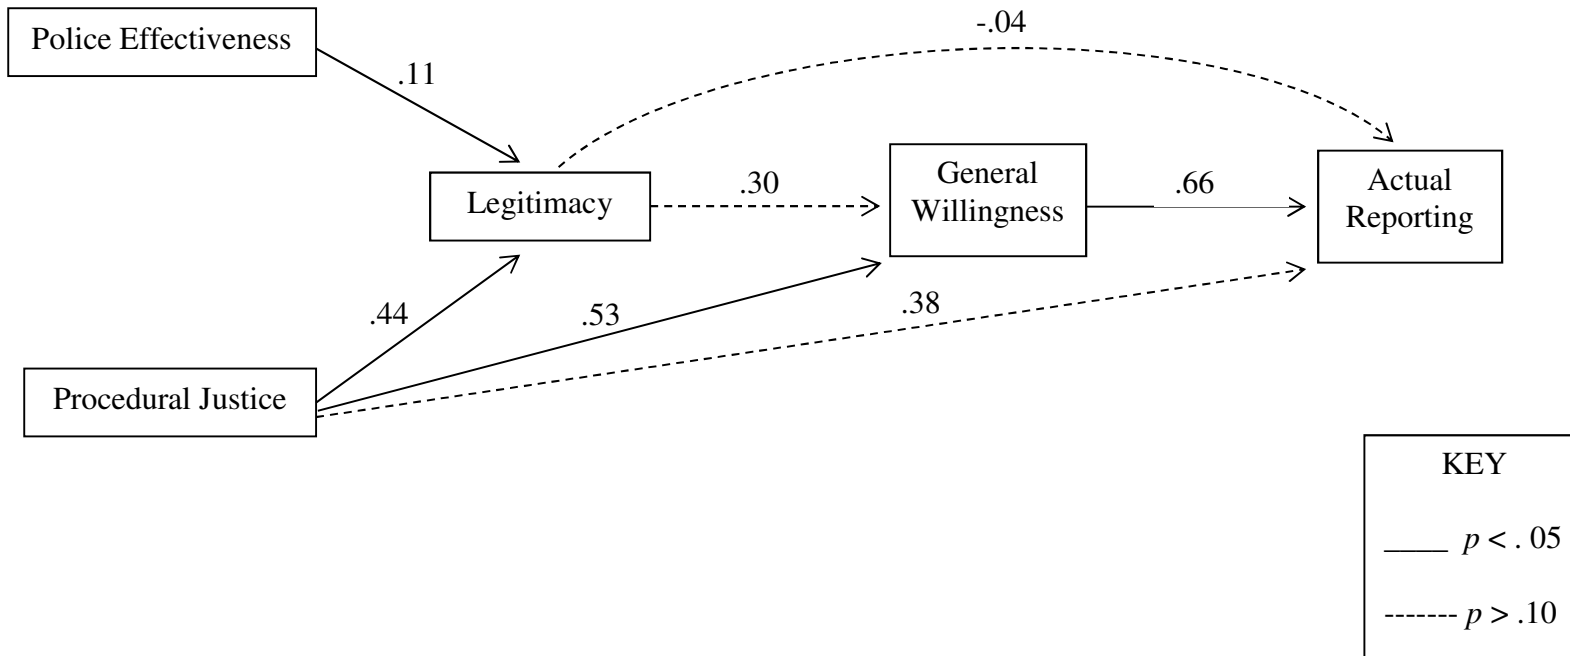 Police Effectiveness
-.04
.11
Legitimacy
.30
General
Willingness
.66
Actual
Reporting
.44
.53
.38
Procedural Justice
KEY
____ p < . 05
------- p > .10